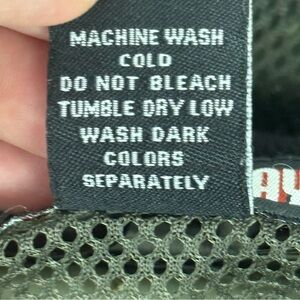 MACHINE WASH
COLD
DO NOT BLEACH
TUMBLE DRY LOW
WASH DARK
COLORS
SEPARATELY